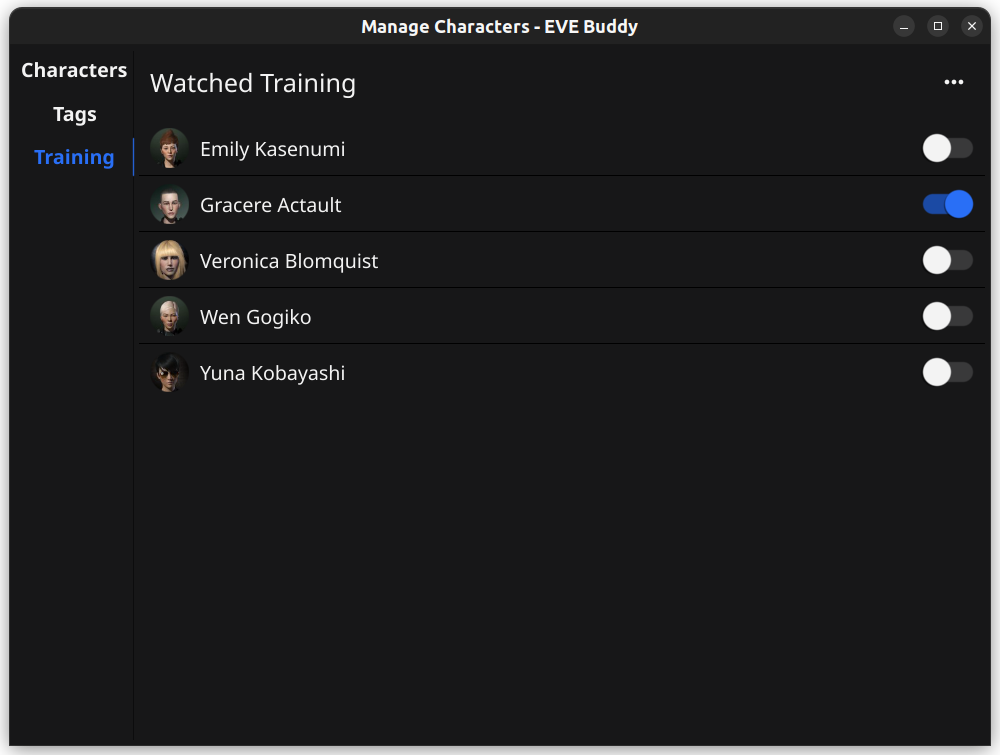 Manage Characters - EVE Buddy
Characters
Tags
Training
Watched Training
Emily Kasenumi
Gracere Actault
Veronica Blomquist
Wen Gogiko
Yuna Kobayashi